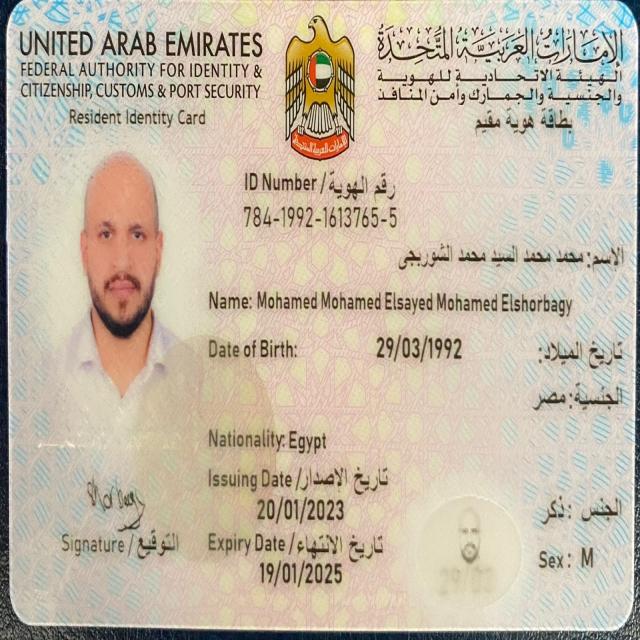 UNITED ARAB EMIRATES
FEDERAL AUTHORITY FOR IDENTITY &
CITIZENSHIP, CUSTOMS & PORT SECURITY
Resident Identity Card
الإمارات العربية المتحدة
الهيئة الاتحادية للهوية
والجنسية والجمارك وأمن المنافذ
بطاقة هوية مقيم
ID Number / رقم الهوية
784-1992-1613765-5
الاسم: محمد محمد السيد محمد الشوربجى
Name: Mohamed Mohamed Elsayed Mohamed Elshorbagy
Date of Birth: 29/03/1992 تاريخ الميلاد:
الجنسية: مصر
Nationality: Egypt
Issuing Date / تاريخ الإصدار
20/01/2023
الجنس: ذكر
Signature / التوقيع
Expiry Date / تاريخ الانتهاء
19/01/2025
Sex: M